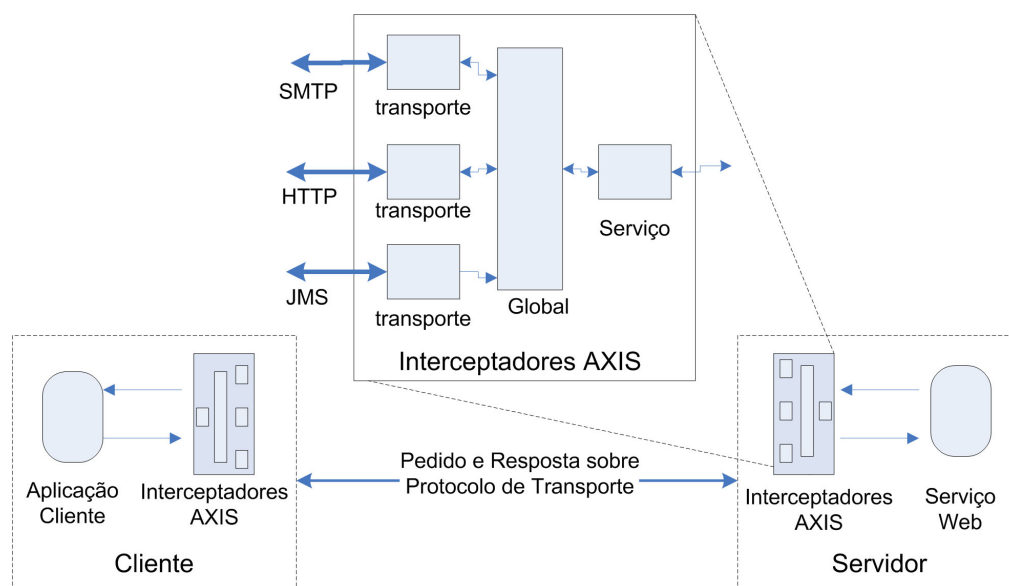 SMTP
transporte
HTTP
transporte
Serviço
JMS
transporte
Global
Interceptadores AXIS
Aplicação
Cliente
Interceptadores
AXIS
Cliente
Pedido e Resposta sobre
Protocolo de Transporte
Interceptadores
AXIS
Serviço
Web
Servidor